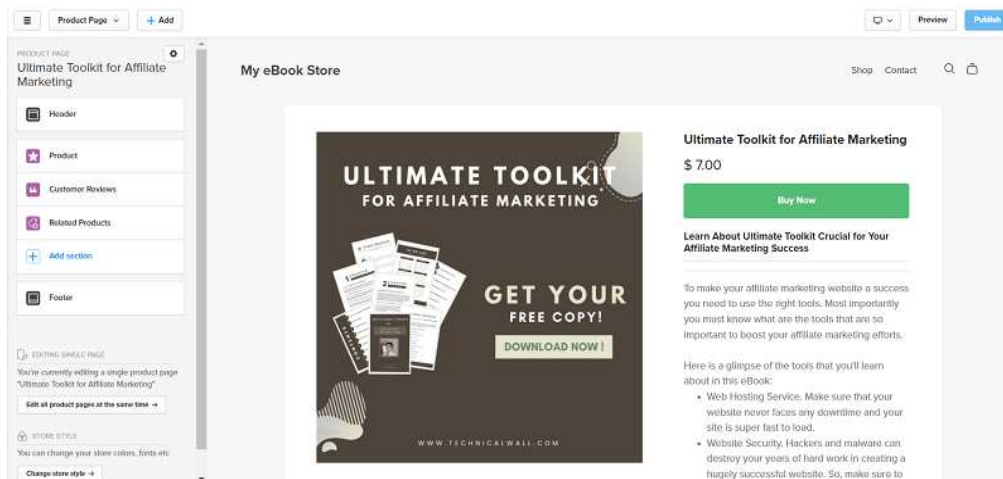 Product Page
+ Add
Preview
Publish
PRODUCT PAGE
Ultimate Toolkit for Affiliate
Marketing
Header
Product
Customer Reviews
Related Products
Add section
Footer
EDITING SINGLE PAGE
You're currently editing a single product page
"Ultimate Toolkit for Affiliate Marketing"
Edit all product pages at the same time →
STORE STYLE
You can change your store colors, fonts etc
Change store style →
My eBook Store
Shop Contact
ULTIMATE TOOLKIT
FOR AFFILIATE MARKETING
GET YOUR
FREE COPY!
DOWNLOAD NOW !
WWW.TECHNICALWALL.COM
Ultimate Toolkit for Affiliate Marketing
$ 7.00
Buy Now
Learn About Ultimate Toolkit Crucial for Your
Affiliate Marketing Success
To make your affiliate marketing website a success
you need to use the right tools. Most importantly
you must know what are the tools that are so
important to boost your affiliate marketing efforts.
Here is a glimpse of the tools that you'll learn
about in this eBook:
• Web Hosting Service. Make sure that your
website never faces any downtime and your
site is super fast to load.
• Website Security. Hackers and malware can
destroy your years of hard work in creating a
hugely successful website. So, make sure to